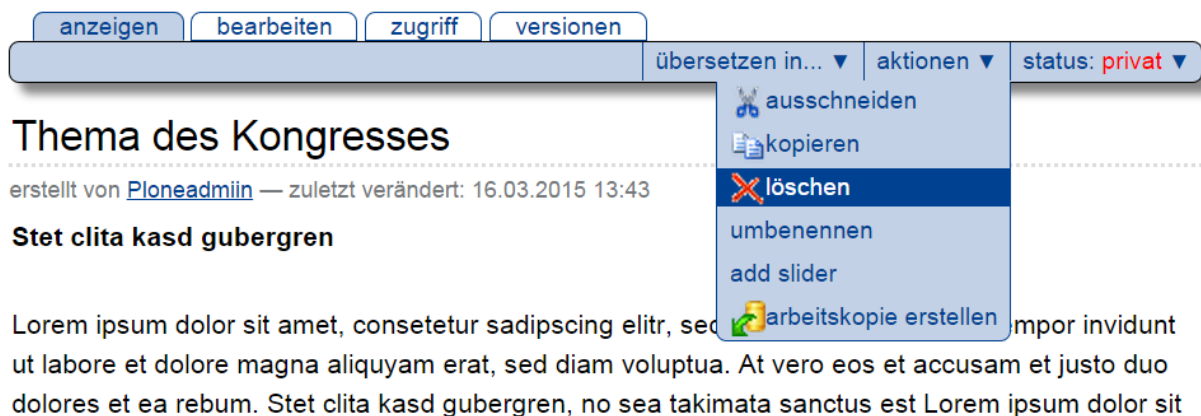 anzeigen bearbeiten zugriff versionen
übersetzen in... ▼ aktionen ▼ status: privat ▼
ausschneiden
kopieren
löschen
umbenennen
add slider
arbeitskopie erstellen
Thema des Kongresses
erstellt von Ploneadmiin — zuletzt verändert: 16.03.2015 13:43
Stet clita kasd gubergren
Lorem ipsum dolor sit amet, consetetur sadipscing elitr, empor invidunt
ut labore et dolore magna aliquyam erat, sed diam voluptua. At vero eos et accusam et justo duo
dolores et ea rebum. Stet clita kasd gubergren, no sea takimata sanctus est Lorem ipsum dolor sit